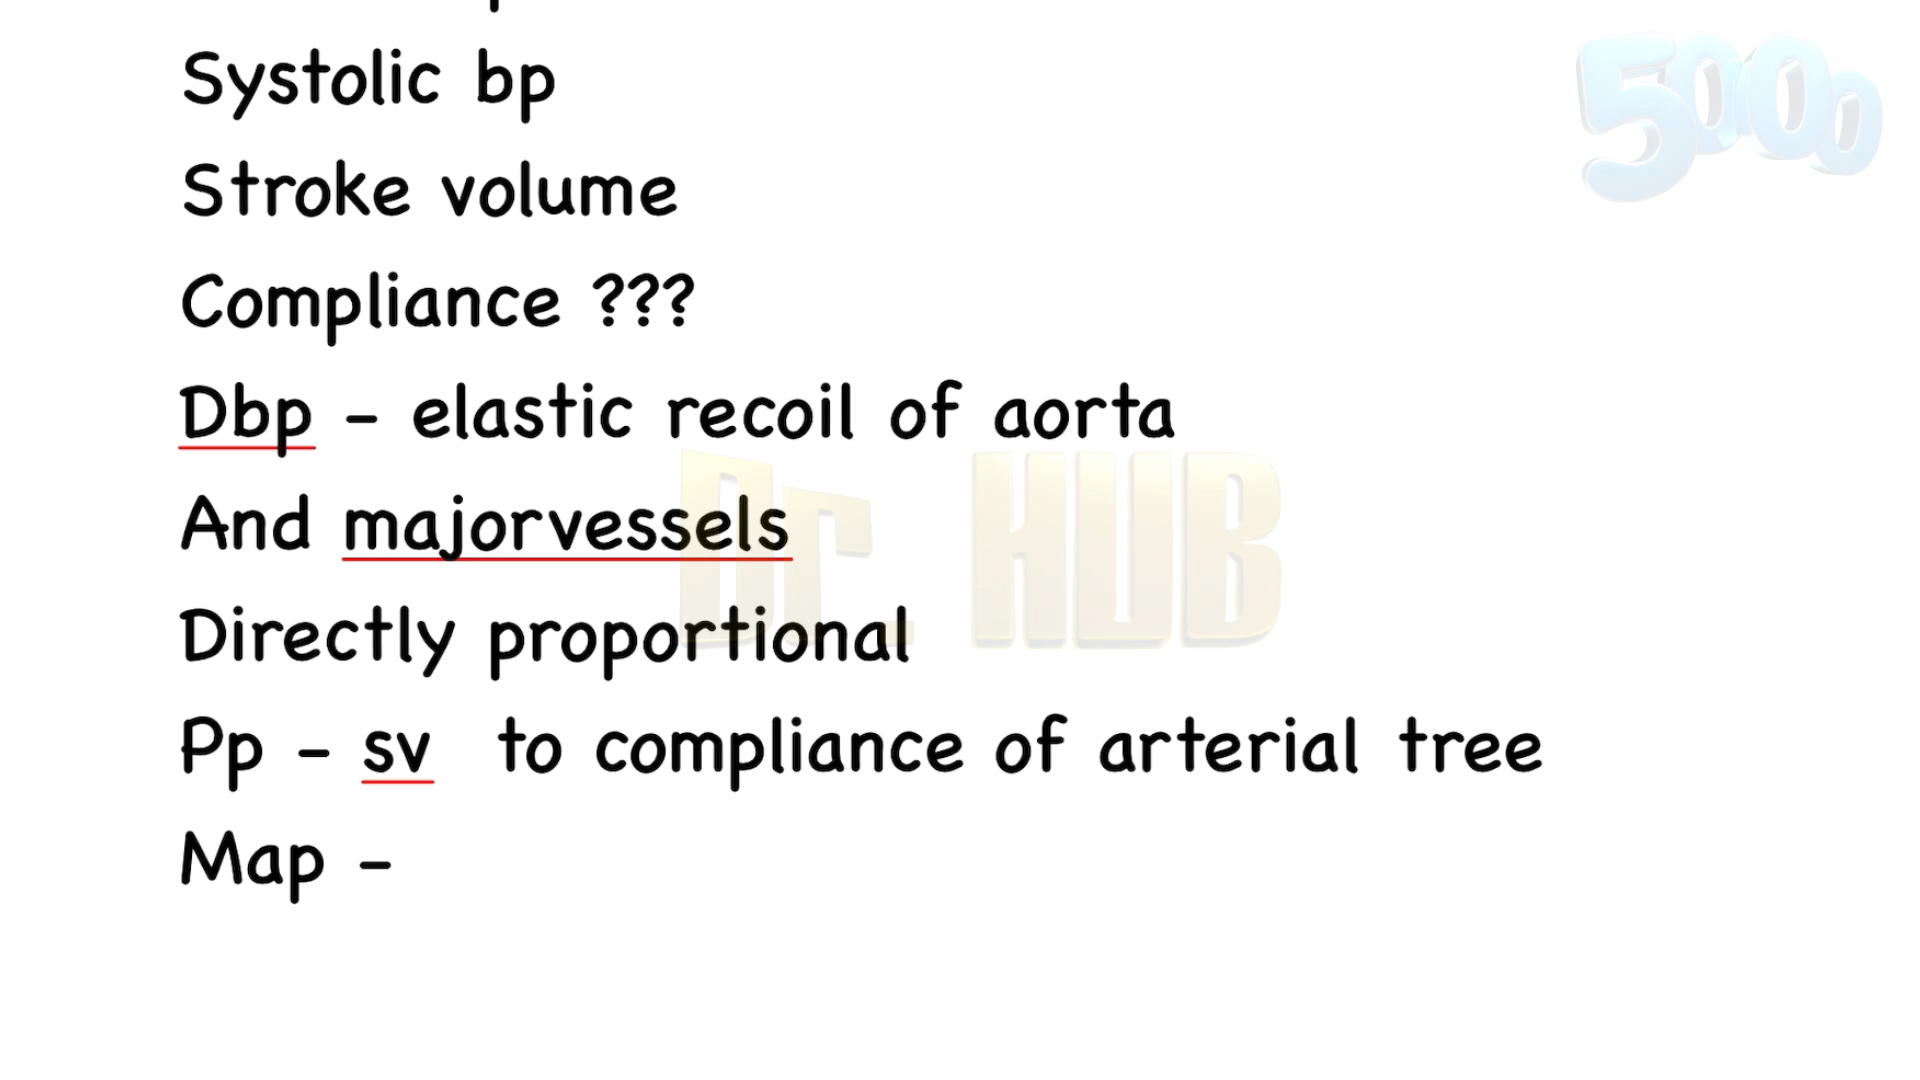 Systolic bp
5000
Stroke volume
Compliance ???
Dbp - elastic recoil of aorta
And majorvessels
Dr. HUB
Directly proportional
Pp - sv to compliance of arterial tree
Map -